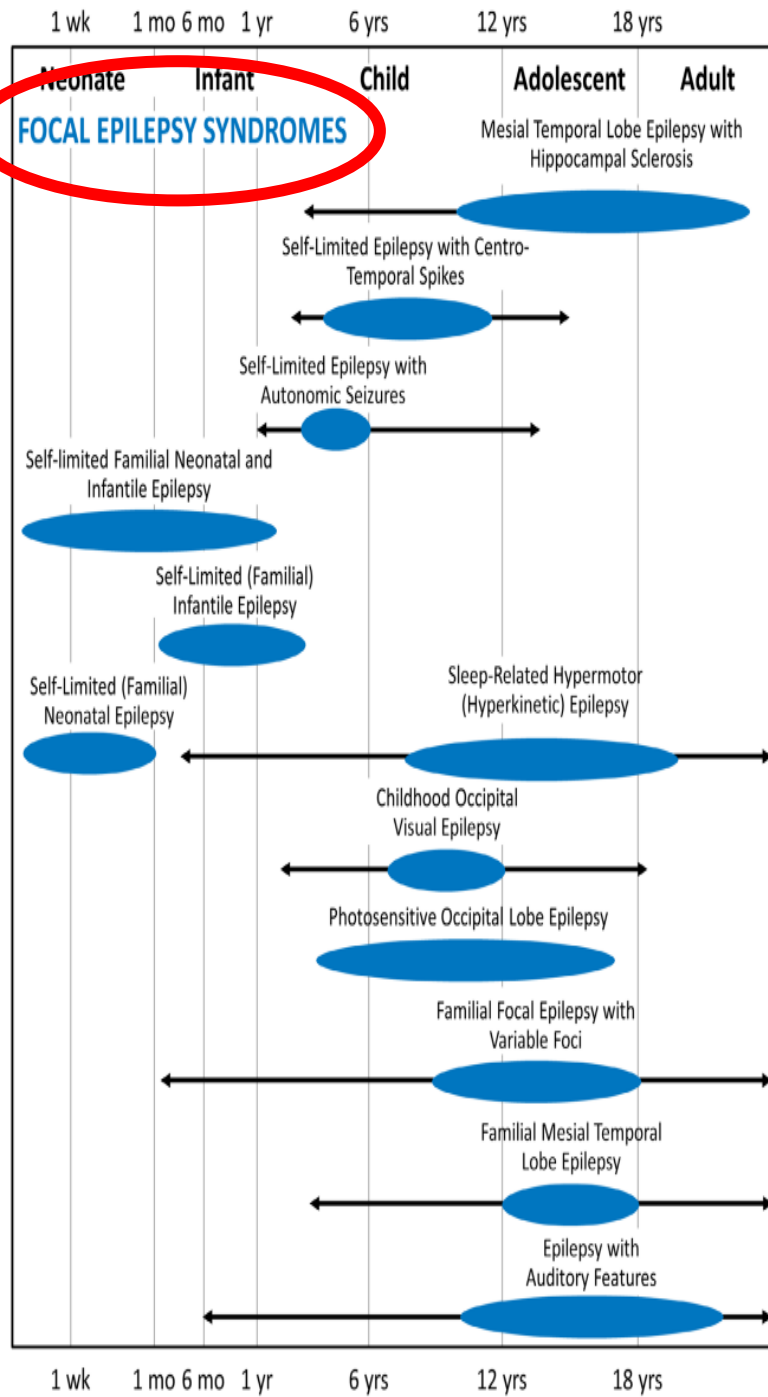 1 wk 1 mo 6 mo 1 yr 6 yrs 12 yrs 18 yrs
Neonate Infant Child Adolescent Adult
FOCAL EPILEPSY SYNDROMES
Mesial Temporal Lobe Epilepsy with
Hippocampal Sclerosis
Self-Limited Epilepsy with Centro-
Temporal Spikes
Self-Limited Epilepsy with
Autonomic Seizures
Self-limited Familial Neonatal and
Infantile Epilepsy
Self-Limited (Familial)
Infantile Epilepsy
Self-Limited (Familial)
Neonatal Epilepsy
Sleep-Related Hypermotor
(Hyperkinetic) Epilepsy
Childhood Occipital
Visual Epilepsy
Photosensitive Occipital Lobe Epilepsy
Familial Focal Epilepsy with
Variable Foci
Familial Mesial Temporal
Lobe Epilepsy
Epilepsy with
Auditory Features
1 wk 1 mo 6 mo 1 yr 6 yrs 12 yrs 18 yrs